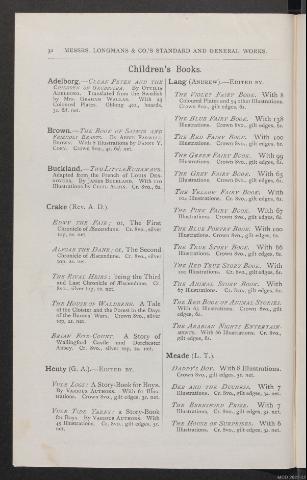 32 MESSRS. LONGMANS & CO.'S STANDARD AND GENERAL WORKS.
Children's Books.
Adelborg.—CLEAN PETER AND THE
CHILDREN OF GRUBBYLEA. By OTTILIA
ADELBORG. Translated from the Swedish
by Mrs. GRAHAM WALLAS. With 23
Coloured Plates. Oblong 4to, boards,
3s. 6d. net.
Brown.—THE BOOK OF SAINTS AND
FRIENDLY BEASTS. By ABBIE FARWELL
BROWN. With 8 Illustrations by FANNY Y.
CORY. Crown 8vo, 4s. 6d. net.
Buckland.—TWO LITTLE RUNAWAYS.
Adapted from the French of LOUIS DES-
NOYERS. By JAMES BUCKLAND. With 110
Illustrations by CECIL ALDIN. Cr. 8vo, 6s.
Crake (Rev. A. D.).
EDWY THE FAIR; or, The First
Chronicle of Æscendune. Cr. 8vo, silver
top, 2s. net.
ALFGAR THE DANE; or, The Second
Chronicle of Æscendune. Cr. 8vo, silver
top, 2s. net.
THE RIVAL HEIRS: being the Third
and Last Chronicle of Æscendune. Cr.
8vo, silver top, 2s. net.
THE HOUSE OF WALDERNE. A Tale
of the Cloister and the Forest in the Days
of the Barons' Wars. Crown 8vo, silver
top, 2s. net.
BRIAN FITZ-COUNT. A Story of
Wallingford Castle and Dorchester
Abbey. Cr. 8vo, silver top, 2s. net.
Henty (G. A.).—EDITED BY.
YULE LOGS: A Story-Book for Boys.
By VARIOUS AUTHORS. With 61 Illus-
trations. Crown 8vo, gilt edges, 3s. net.
YULE TIDE YARNS: a Story-Book
for Boys. By VARIOUS AUTHORS. With
45 Illustrations. Cr. 8vo, gilt edges, 3s.
net.
Lang (ANDREW).—EDITED BY.
THE VIOLET FAIRY BOOK. With 8
Coloured Plates and 54 other Illustrations.
Crown 8vo, gilt edges, 6s.
THE BLUE FAIRY BOOK. With 138
Illustrations. Crown 8vo, gilt edges, 6s.
THE RED FAIRY BOOK. With 100
Illustrations. Crown 8vo, gilt edges, 6s.
THE GREEN FAIRY BOOK. With 99
Illustrations. Crown 8vo, gilt edges, 6s.
THE GREY FAIRY BOOK. With 65
Illustrations. Crown 8vo, gilt edges, 6s.
THE YELLOW FAIRY BOOK. With
104 Illustrations. Cr. 8vo, gilt edges, 6s.
THE PINK FAIRY BOOK. With 67
Illustrations. Crown 8vo, gilt edges, 6s.
THE BLUE POETRY BOOK. With 100
Illustrations. Crown 8vo, gilt edges, 6s.
THE TRUE STORY BOOK. With 66
Illustrations. Cr. 8vo, gilt edges, 6s.
THE RED TRUE STORY BOOK. With
100 Illustrations. Cr. 8vo, gilt edges, 6s.
THE ANIMAL STORY BOOK. With
67 Illustrations. Cr. 8vo, gilt edges, 6s.
THE RED BOOK OF ANIMAL STORIES.
With 65 Illustrations. Crown 8vo, gilt
edges, 6s.
THE ARABIAN NIGHTS ENTERTAIN-
MENTS. With 66 Illustrations. Cr. 8vo,
gilt edges, 6s.
Meade (L. T.).
DADDY'S BOY. With 8 Illustrations.
Crown 8vo, gilt edges, 3s. net.
DEB AND THE DUCHESS. With 7
Illustrations. Cr. 8vo, gilt edges, 3s. net.
THE BERESFORD PRIZE. With 7
Illustrations. Cr. 8vo, gilt edges, 3s. net.
THE HOUSE OF SURPRISES. With 6
Illustrations. Cr. 8vo, gilt edges, 3s. net.